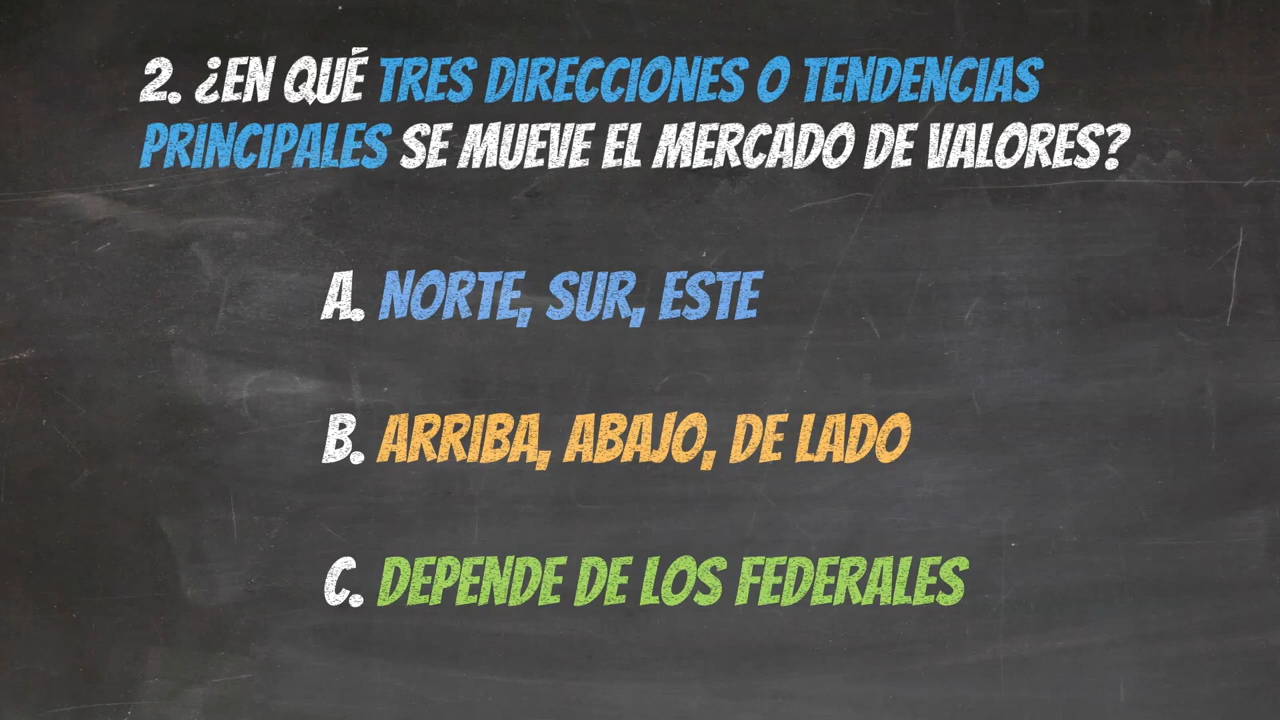 2. ¿EN QUÉ TRES DIRECCIONES O TENDENCIAS
PRINCIPALES SE MUEVE EL MERCADO DE VALORES?
A. NORTE, SUR, ESTE
B. ARRIBA, ABAJO, DE LADO
C. DEPENDE DE LOS FEDERALES